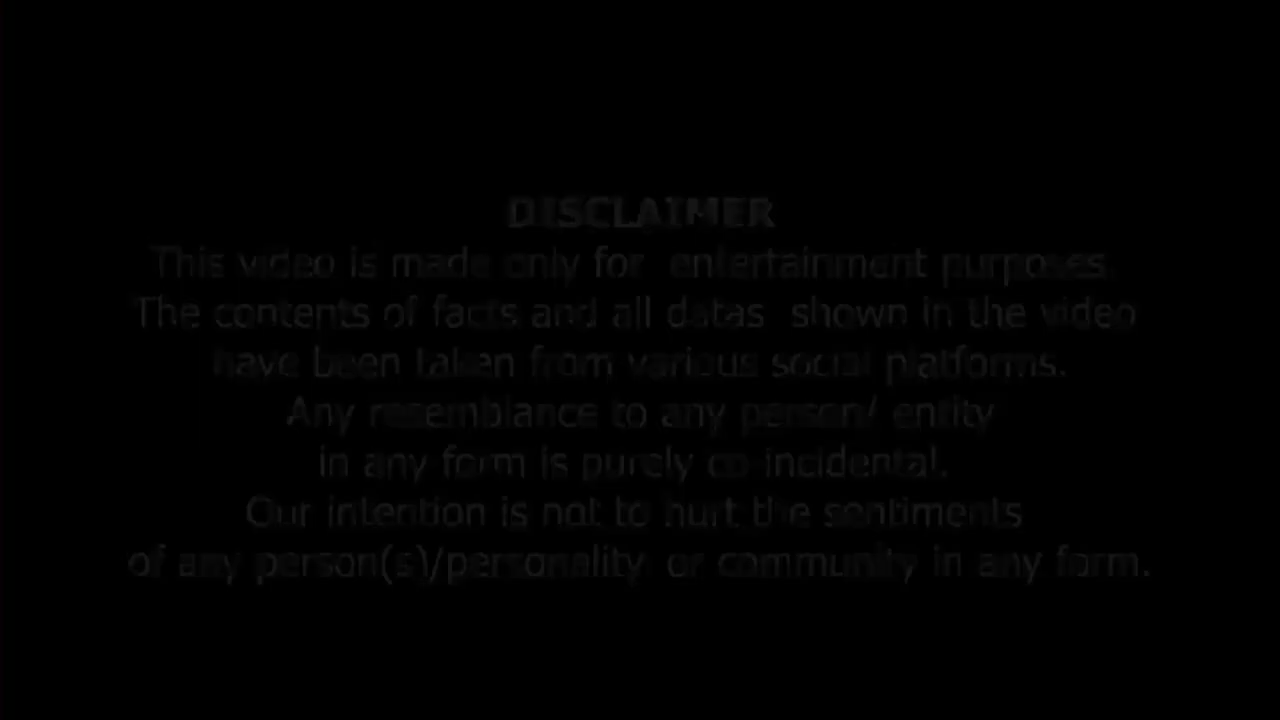 DISCLAIMER
This video is made only for entertainment purposes.
The contents of facts and all datas shown in the video
have been taken from various social platforms.
Any resemblance to any person/ entity
in any form is purely co-incidental.
Our intention is not to hurt the sentiments
of any person(s)/personality or community in any form.